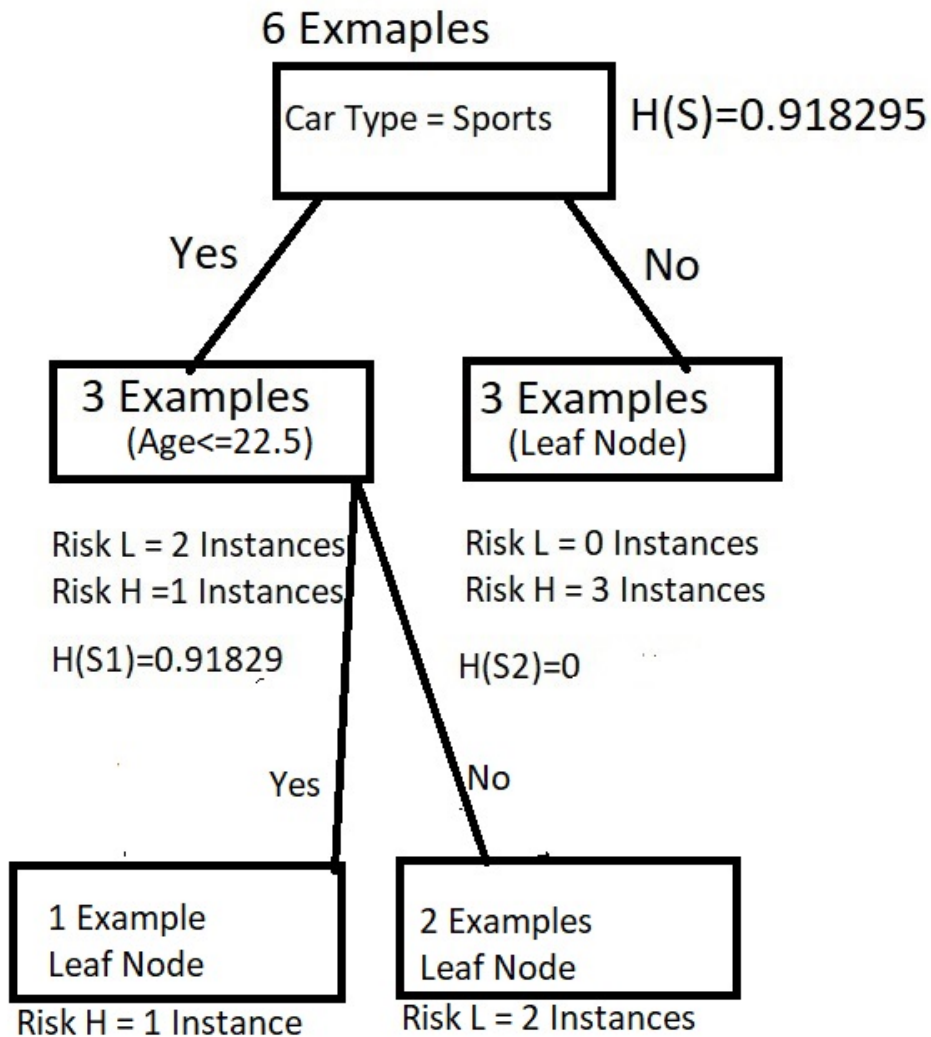 6 Exmaples
Car Type = Sports
H(S)=0.918295
Yes
No
3 Examples
(Age<=22.5)
3 Examples
(Leaf Node)
Risk L = 2 Instances
Risk H =1 Instances
Risk L = 0 Instances
Risk H = 3 Instances
H(S1)=0.91829
H(S2)=0
Yes
No
1 Example
Leaf Node
2 Examples
Leaf Node
Risk H = 1 Instance
Risk L = 2 Instances